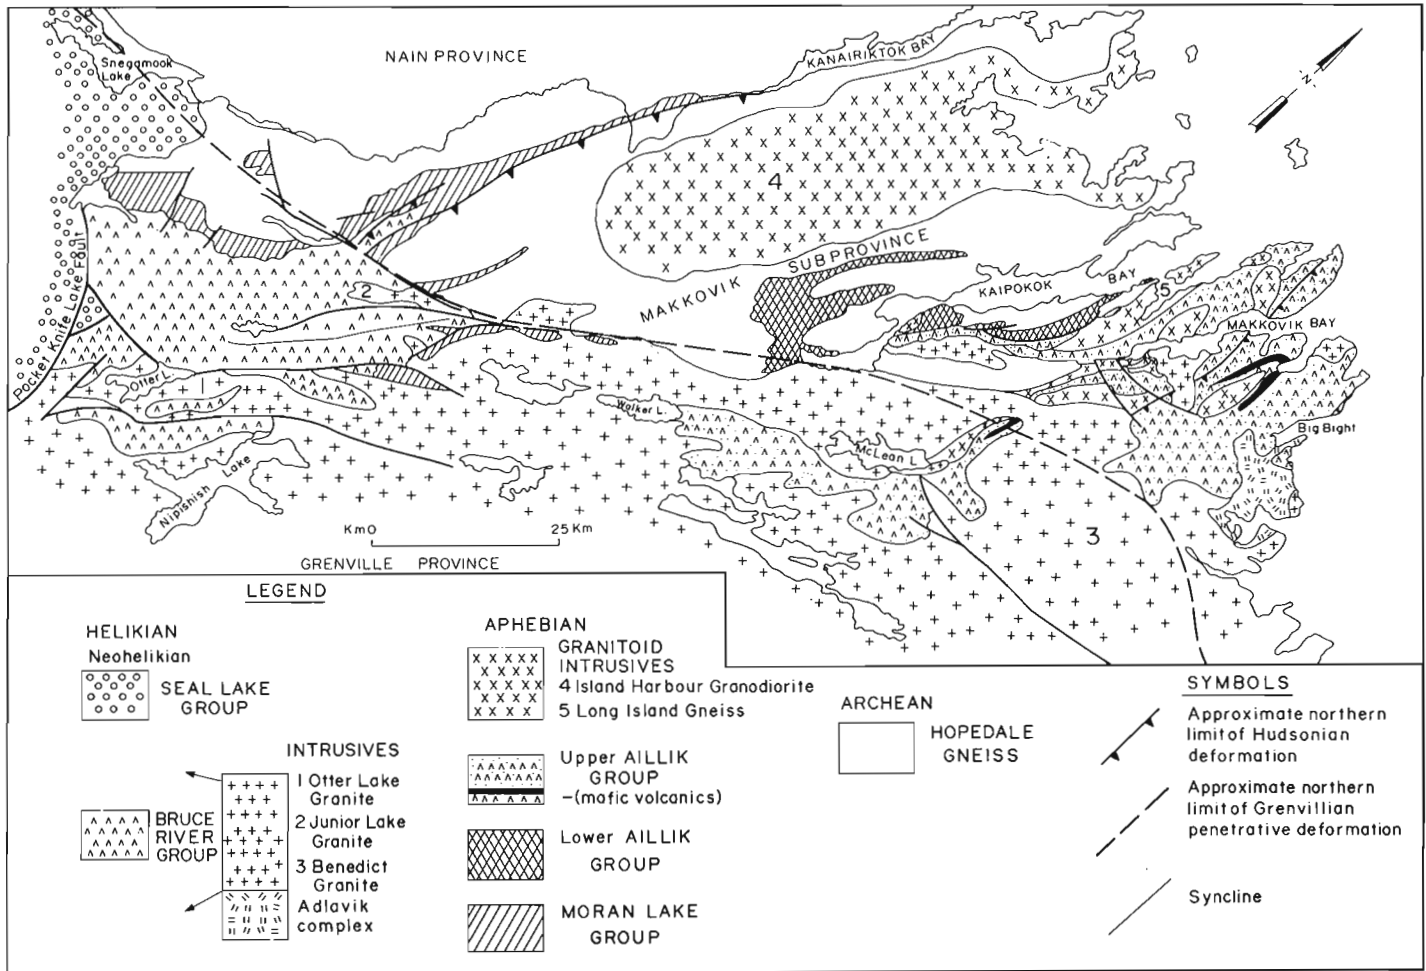 Snegamook
Lake
NAIN PROVINCE
KANAIRIKTOK BAY
N
4
MAKKOVIK SUBPROVINCE
KAIPOKOK BAY
5
MAKKOVIK BAY
2
Pocket Knife Lake Fault
Otter L.
1
Walker L.
McLean L.
Big Bight
Nipishish Lake
3
Km 0 25 Km
GRENVILLE PROVINCE
LEGEND
HELIKIAN
Neohelikian
SEAL LAKE
GROUP
INTRUSIVES
1 Otter Lake
Granite
2 Junior Lake
Granite
3 Benedict
Granite
Adlavik
complex
BRUCE
RIVER
GROUP
APHEBIAN
GRANITOID
INTRUSIVES
4 Island Harbour Granodiorite
5 Long Island Gneiss
Upper AILLIK
GROUP
-(mafic volcanics)
Lower AILLIK
GROUP
MORAN LAKE
GROUP
ARCHEAN
HOPEDALE
GNEISS
SYMBOLS
Approximate northern
limit of Hudsonian
deformation
Approximate northern
limit of Grenvillian
penetrative deformation
Syncline